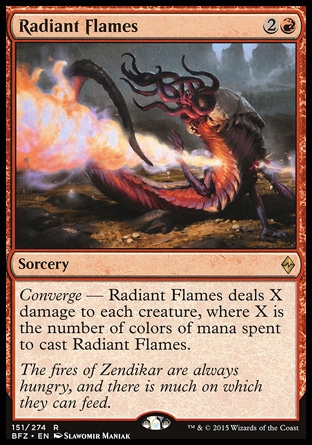 Radiant Flames 2
Sorcery
Converge — Radiant Flames deals X
damage to each creature, where X is
the number of colors of mana spent
to cast Radiant Flames.
The fires of Zendikar are always
hungry, and there is much on which
they can feed.
151/274 R
BFZ • EN Slawomir Maniak ™ & © 2015 Wizards of the Coast